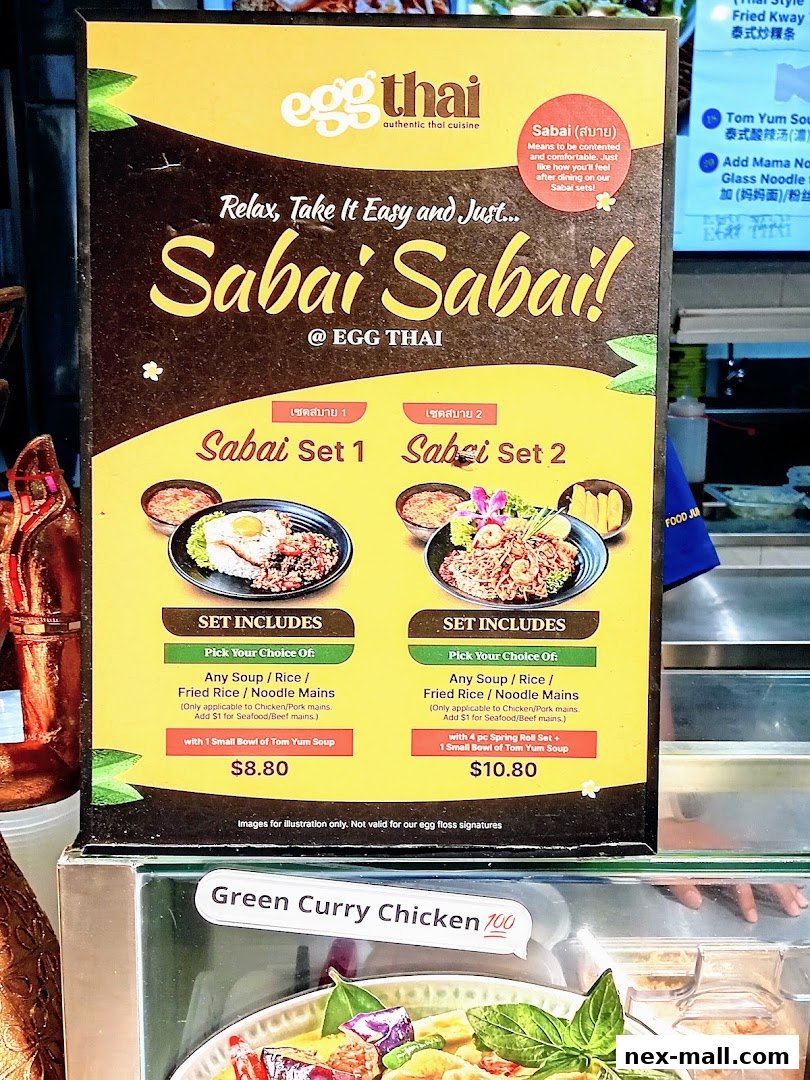 (Thai Style
Fried Kway
泰式炒粿条
Tom Yum Sou
泰式酸辣汤(濃)
Add Mama No
Glass Noodle
加 (妈妈面)/粉丝
egg thai
authentic thai cuisine
Sabai (สบาย)
Means to be contented
and comfortable. Just
like how you'll feel
after dining on our
Sabai sets!
Relax, Take It Easy and Just...
Sabai Sabai!
@ EGG THAI
เซตสบาย 1
Sabai Set 1
SET INCLUDES
Pick Your Choice Of:
Any Soup / Rice /
Fried Rice / Noodle Mains
(Only applicable to Chicken/Pork mains.
Add $1 for Seafood/Beef mains.)
with 1 Small Bowl of Tom Yum Soup
$8.80
เซตสบาย 2
Sabai Set 2
SET INCLUDES
Pick Your Choice Of:
Any Soup / Rice /
Fried Rice / Noodle Mains
(Only applicable to Chicken/Pork mains.
Add $1 for Seafood/Beef mains.)
with 4 pc Spring Roll Set +
1 Small Bowl of Tom Yum Soup
$10.80
Images for illustration only. Not valid for our egg floss signatures
FOOD JU
Green Curry Chicken 💯
nex-mall.com